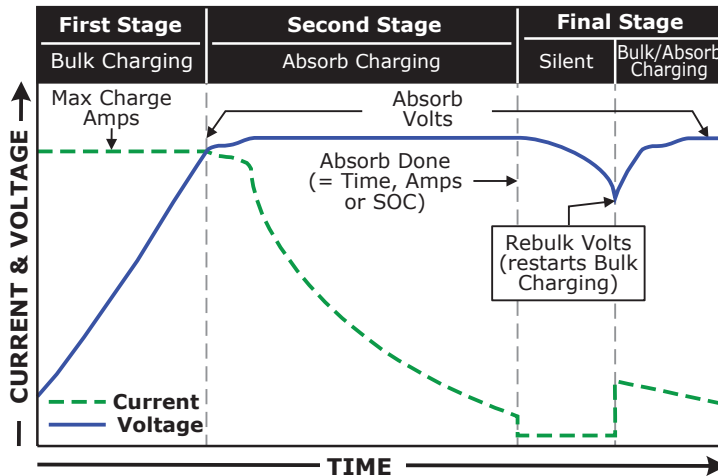 First Stage
Second Stage
Final Stage
Bulk Charging
Absorb Charging
Silent
Bulk/Absorb
Charging
Max Charge
Amps
Absorb
Volts
Absorb Done
(= Time, Amps
or SOC)
Rebulk Volts
(restarts Bulk
Charging)
CURRENT & VOLTAGE
Current
Voltage
TIME